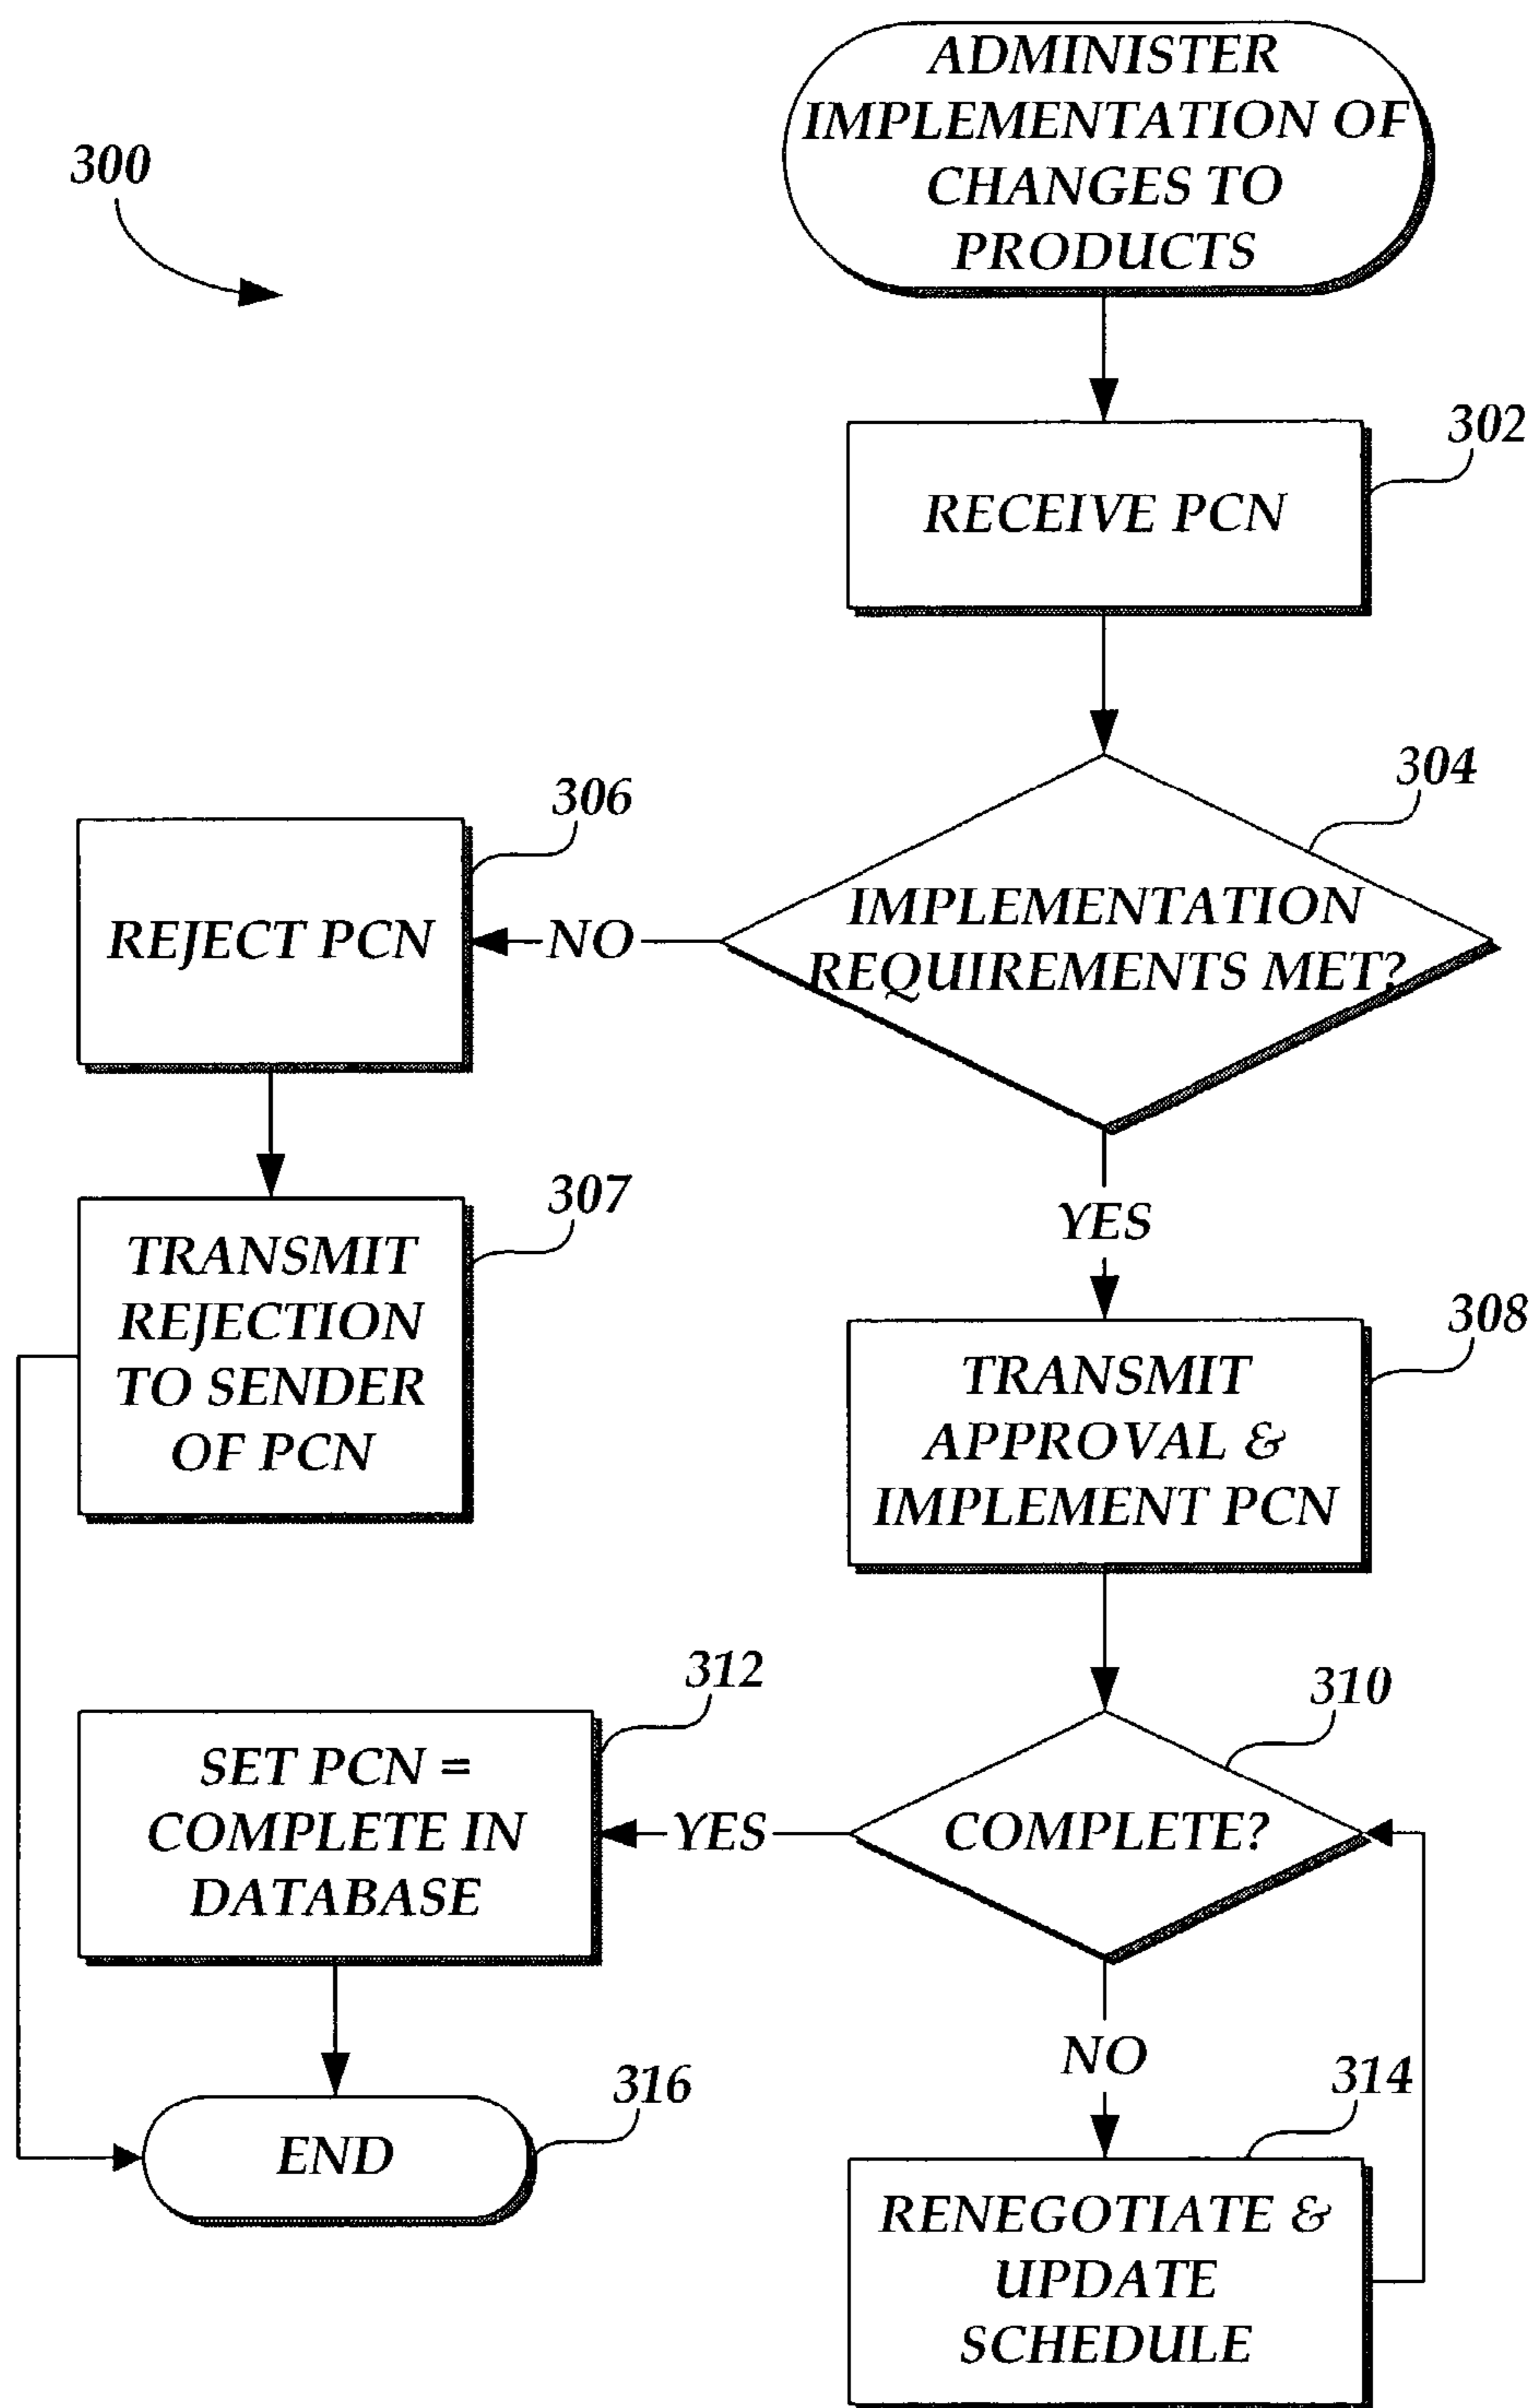 ADMINISTER
IMPLEMENTATION OF
CHANGES TO
PRODUCTS
300
302
RECEIVE PCN
304
IMPLEMENTATION
REQUIREMENTS MET?
NO
306
REJECT PCN
307
TRANSMIT
REJECTION
TO SENDER
OF PCN
YES
308
TRANSMIT
APPROVAL &
IMPLEMENT PCN
310
COMPLETE?
YES
312
SET PCN =
COMPLETE IN
DATABASE
NO
314
RENEGOTIATE &
UPDATE
SCHEDULE
316
END